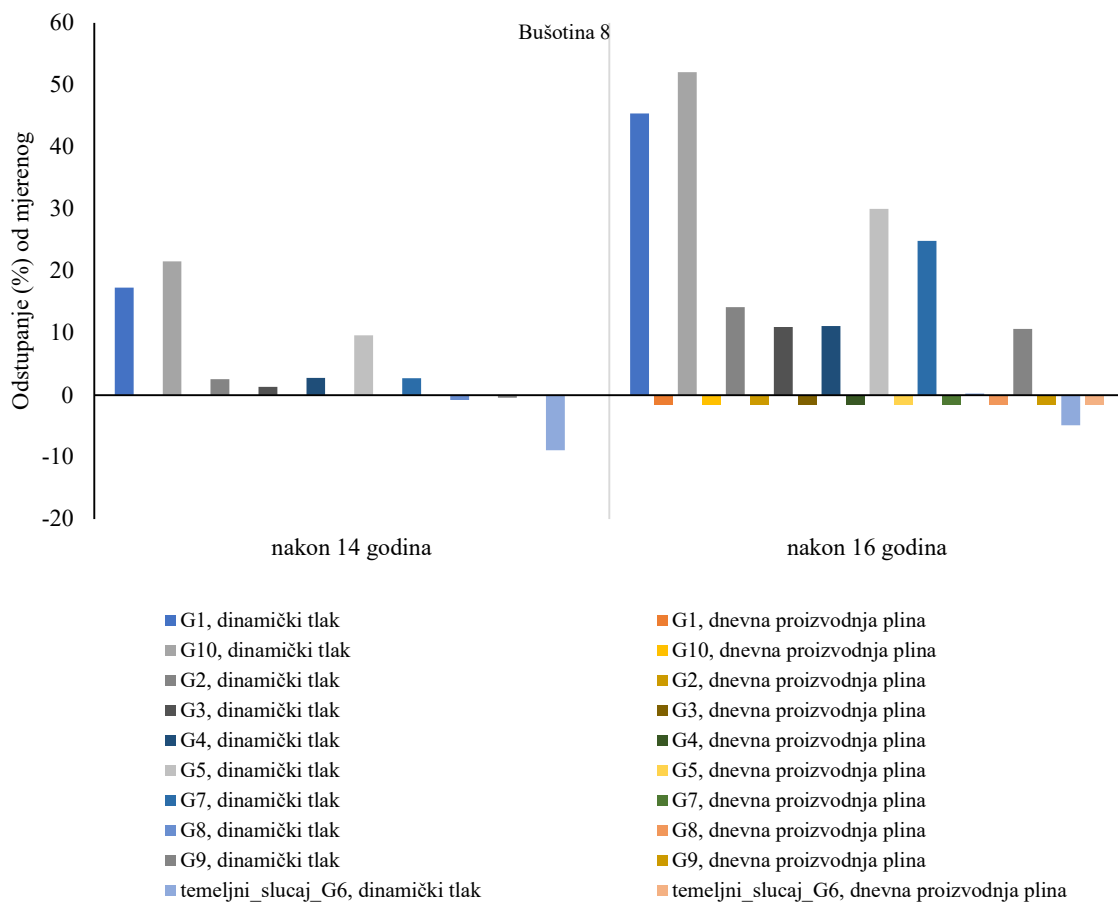 Bušotina 8
Odstupanje (%) od mjerenog
60
50
40
30
20
10
0
-10
-20
nakon 14 godina
nakon 16 godina
G1, dinamički tlak
G1, dnevna proizvodnja plina
G10, dinamički tlak
G10, dnevna proizvodnja plina
G2, dinamički tlak
G2, dnevna proizvodnja plina
G3, dinamički tlak
G3, dnevna proizvodnja plina
G4, dinamički tlak
G4, dnevna proizvodnja plina
G5, dinamički tlak
G5, dnevna proizvodnja plina
G7, dinamički tlak
G7, dnevna proizvodnja plina
G8, dinamički tlak
G8, dnevna proizvodnja plina
G9, dinamički tlak
G9, dnevna proizvodnja plina
temeljni_slucaj_G6, dinamički tlak
temeljni_slucaj_G6, dnevna proizvodnja plina